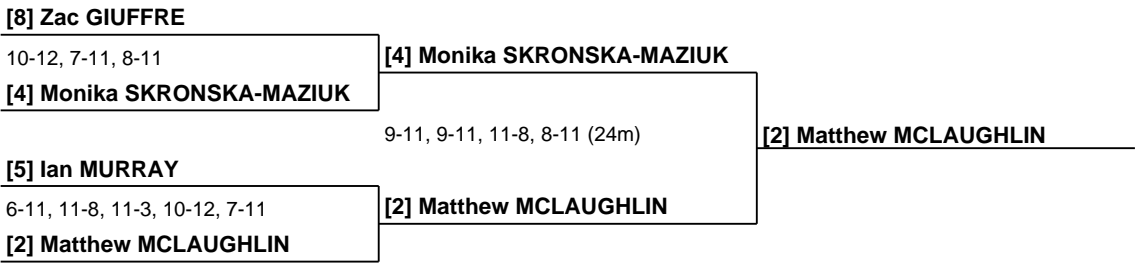 [8] Zac GIUFFRE
10-12, 7-11, 8-11
[4] Monika SKRONSKA-MAZIUK
[4] Monika SKRONSKA-MAZIUK
9-11, 9-11, 11-8, 8-11 (24m)
[2] Matthew MCLAUGHLIN
[5] Ian MURRAY
6-11, 11-8, 11-3, 10-12, 7-11
[2] Matthew MCLAUGHLIN
[2] Matthew MCLAUGHLIN